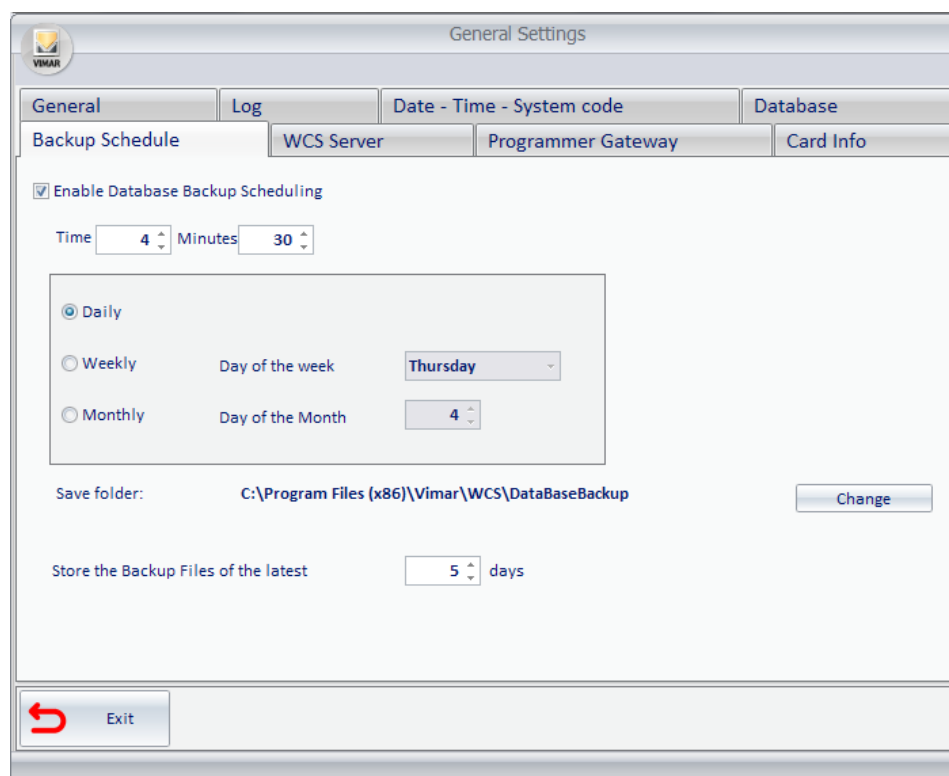 General Settings
VIMAR
General Log Date - Time - System code Database
Backup Schedule WCS Server Programmer Gateway Card Info
Enable Database Backup Scheduling
Time 4 Minutes 30
Daily
Weekly Day of the week Thursday
Monthly Day of the Month 4
Save folder: C:\Program Files (x86)\Vimar\WCS\DataBaseBackup Change
Store the Backup Files of the latest 5 days
Exit